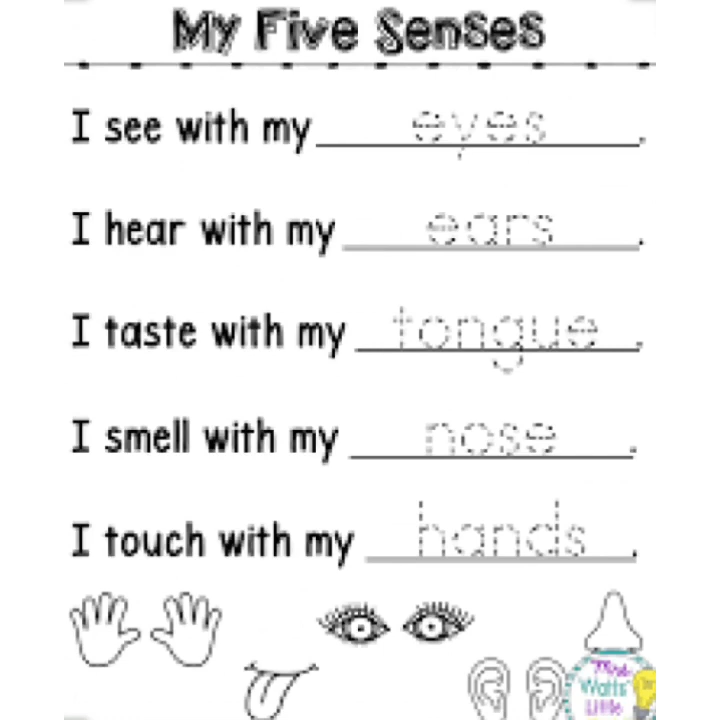 My Five Senses
I see with my eyes.
I hear with my ears.
I taste with my tongue.
I smell with my nose.
I touch with my hands.
Watts'
Little